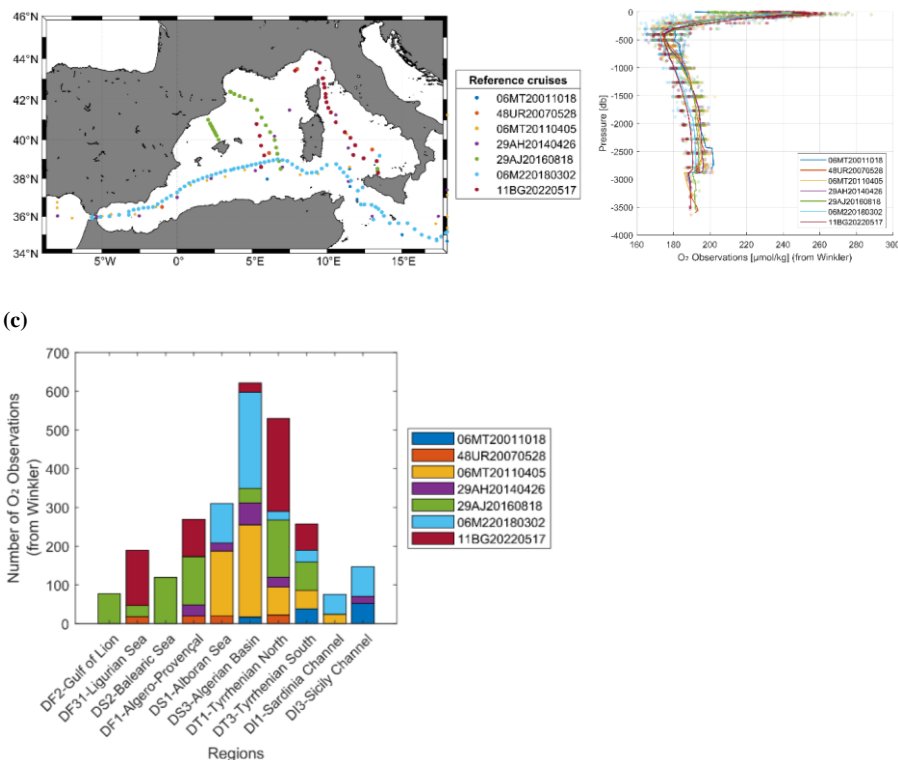 46°N
44°N
42°N
40°N
38°N
36°N
34°N
5°W
0°
5°E
10°E
15°E
Reference cruises
06MT20011018
48UR20070528
06MT20110405
29AH20140426
29AJ20160818
06M220180302
11BG20220517
Pressure [db]
0
-500
-1000
-1500
-2000
-2500
-3000
-3500
-4000
160
180
200
220
240
260
280
300
O₂ Observations [μmol/kg] (from Winkler)
06MT20011018
48UR20070528
06MT20110405
29AH20140426
29AJ20160818
06M220180302
11BG20220517
(c)
Number of O₂ Observations
(from Winkler)
700
600
500
400
300
200
100
0
DF2-Gulf of Lion
DF31-Ligurian Sea
DS2-Balearic Sea
DF1-Algero-Provençal
DS1-Alboran Sea
DS3-Algerian Basin
DT1-Tyrrhenian North
DT3-Tyrrhenian South
DI1-Sardinia Channel
DI3-Sicily Channel
Regions
06MT20011018
48UR20070528
06MT20110405
29AH20140426
29AJ20160818
06M220180302
11BG20220517